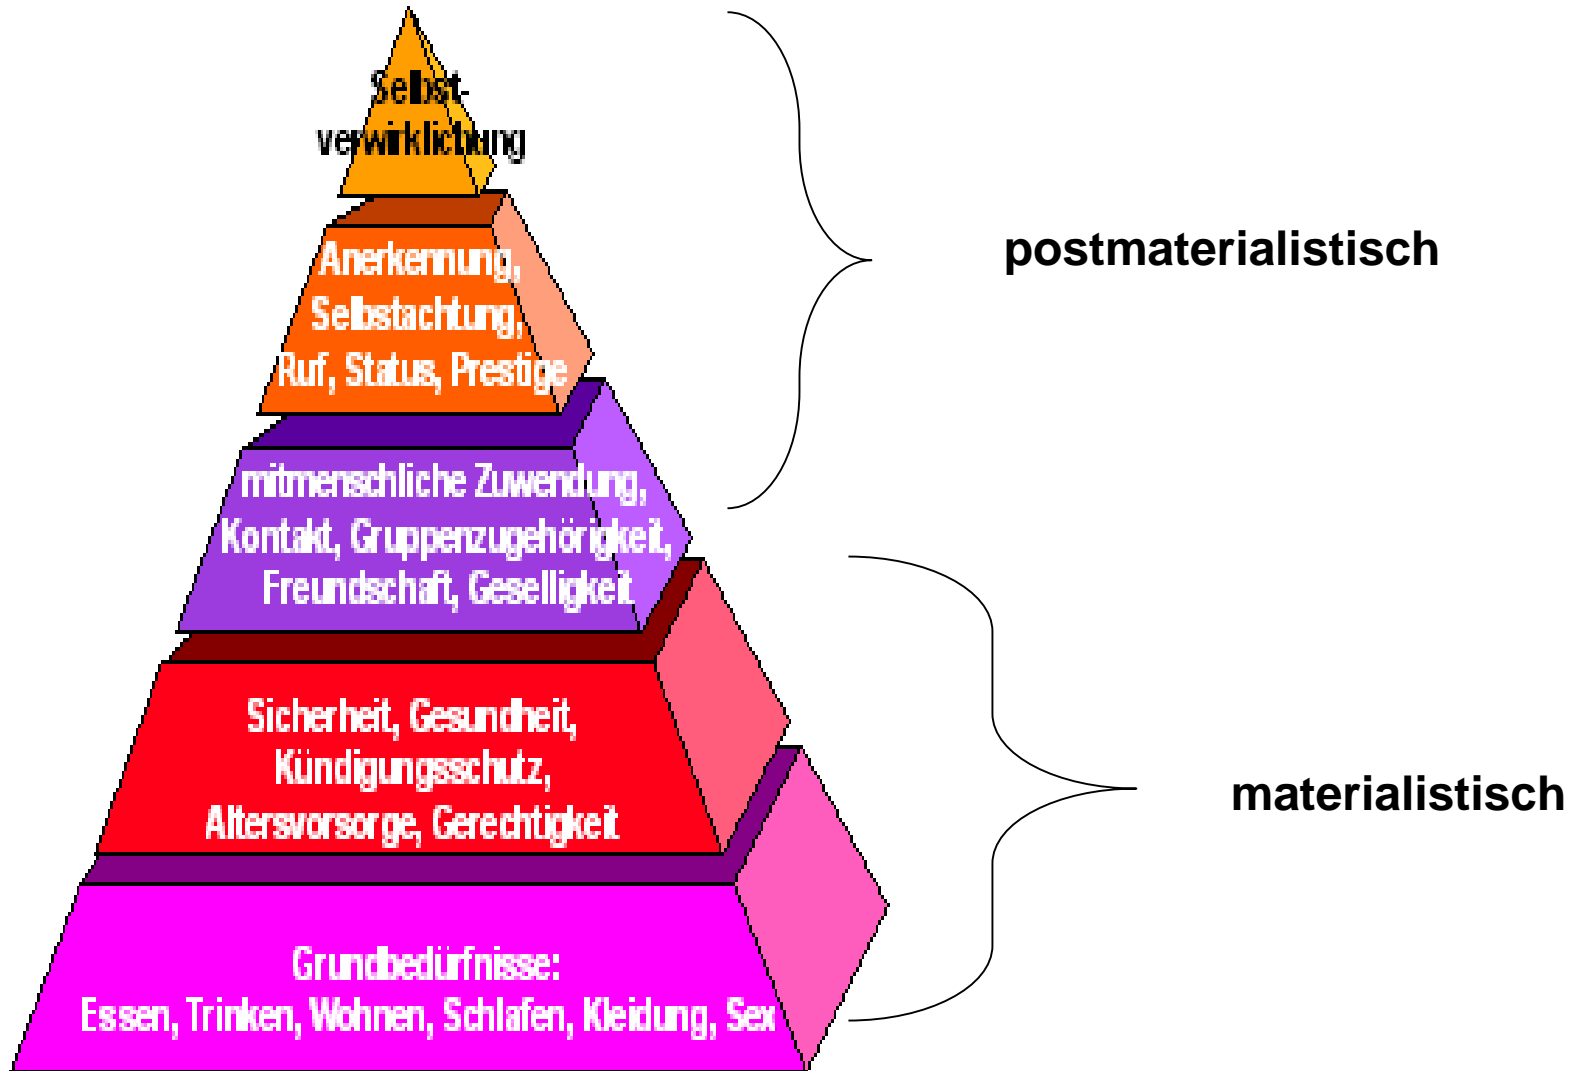 Selbst-
verwirklichung
Anerkennung,
Selbstachtung,
Ruf, Status, Prestige
postmaterialistisch
mitmenschliche Zuwendung,
Kontakt, Gruppenzugehörigkeit,
Freundschaft, Geselligkeit
Sicherheit, Gesundheit,
Kündigungsschutz,
Altersvorsorge, Gerechtigkeit
materialistisch
Grundbedürfnisse:
Essen, Trinken, Wohnen, Schlafen, Kleidung, Sex